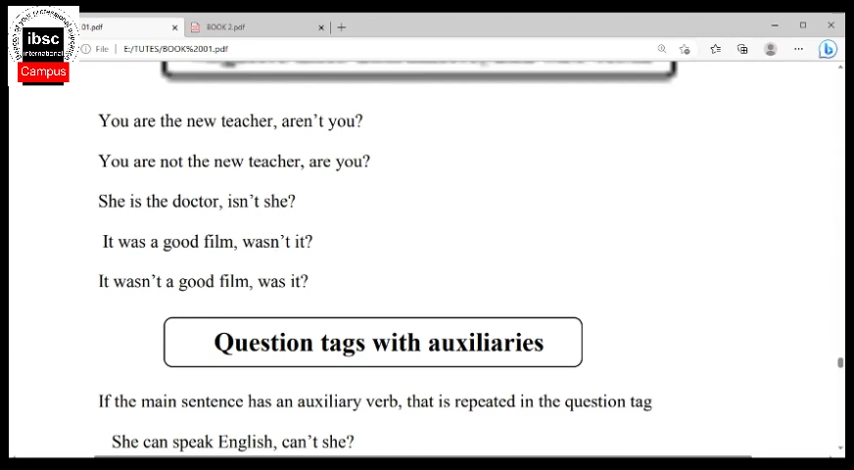 01.pdf
BOOK 2.pdf
ibsc
international
Campus
File | E:/TUTES/BOOK%2001.pdf
You are the new teacher, aren't you?
You are not the new teacher, are you?
She is the doctor, isn't she?
It was a good film, wasn't it?
It wasn't a good film, was it?
Question tags with auxiliaries
If the main sentence has an auxiliary verb, that is repeated in the question tag
She can speak English, can't she?